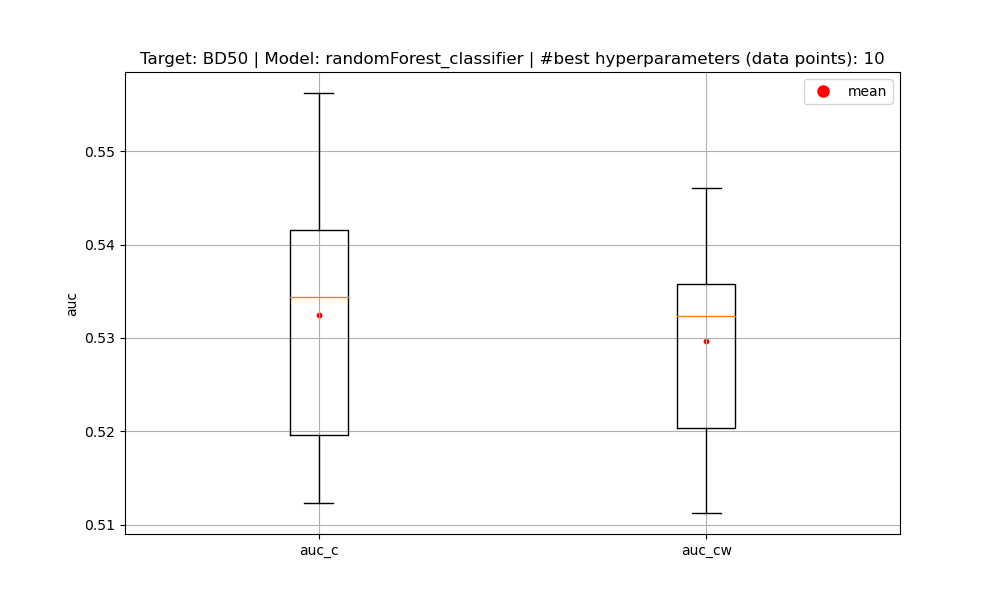 Target: BD50 | Model: randomForest_classifier | #best hyperparameters (data points): 10
mean
0.55
0.54
0.53
0.52
0.51
auc
auc_c
auc_cw